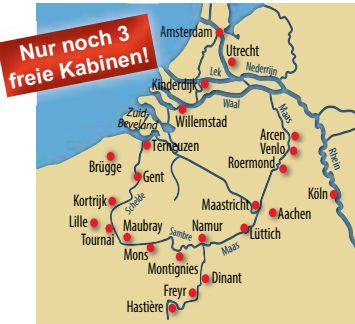 Nur noch 3
freie Kabinen!
Amsterdam
Utrecht
Lek
Nederrijn
Kinderdijk
Waal
Maas
Willemstad
Zuid-
Beveland
Terneuzen
Arcen
Venlo
Roermond
Rhein
Brügge
Gent
Köln
Kortrijk
Schelde
Maastricht
Aachen
Lille
Tournai
Maubray
Sambre
Namur
Lüttich
Mons
Maas
Montignies
Dinant
Freyr
Hastière